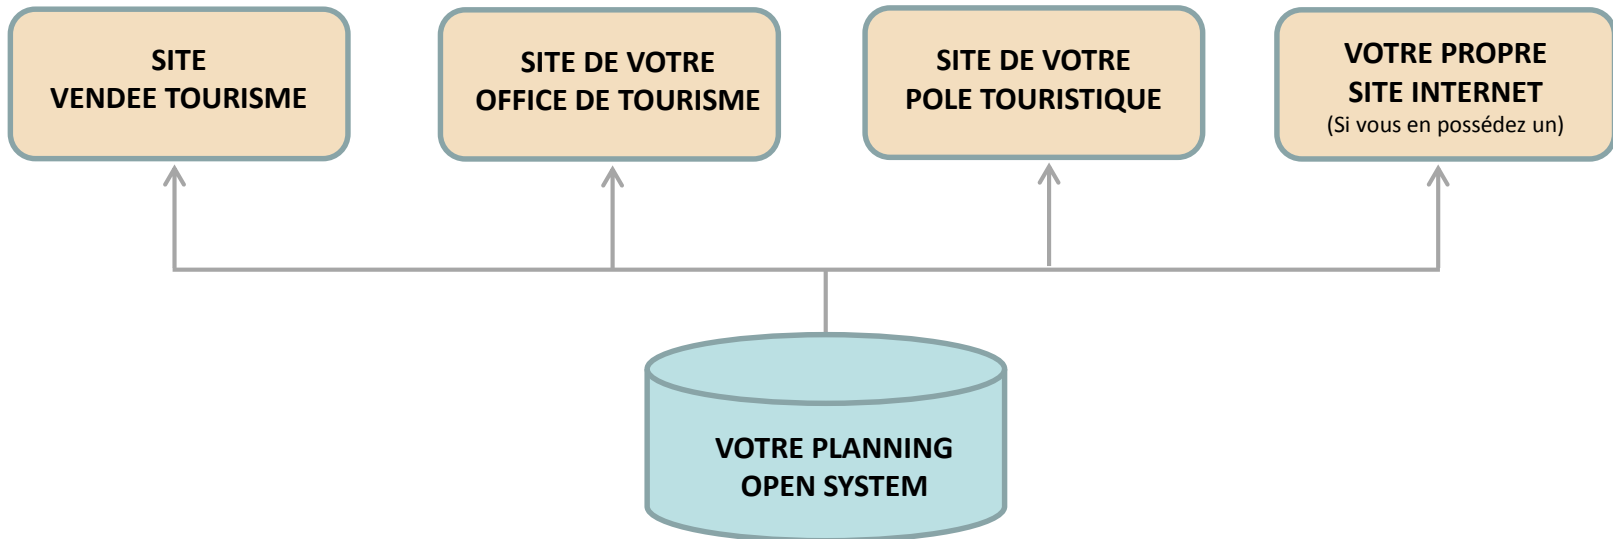 SITE
VENDEE TOURISME
SITE DE VOTRE
OFFICE DE TOURISME
SITE DE VOTRE
POLE TOURISTIQUE
VOTRE PROPRE
SITE INTERNET
(Si vous en possédez un)
VOTRE PLANNING
OPEN SYSTEM